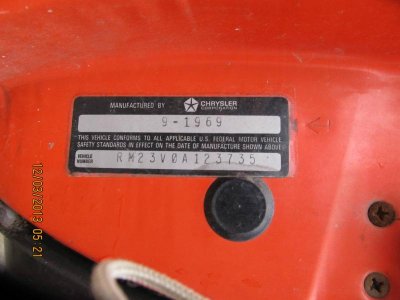 MANUFACTURED BY CHRYSLER CORPORATION
9-1969
THIS VEHICLE CONFORMS TO ALL APPLICABLE U.S. FEDERAL MOTOR VEHICLE
SAFETY STANDARDS IN EFFECT ON THE DATE OF MANUFACTURE SHOWN ABOVE
VEHICLE NUMBER RM23V0A123735
12/03/2013 05:21